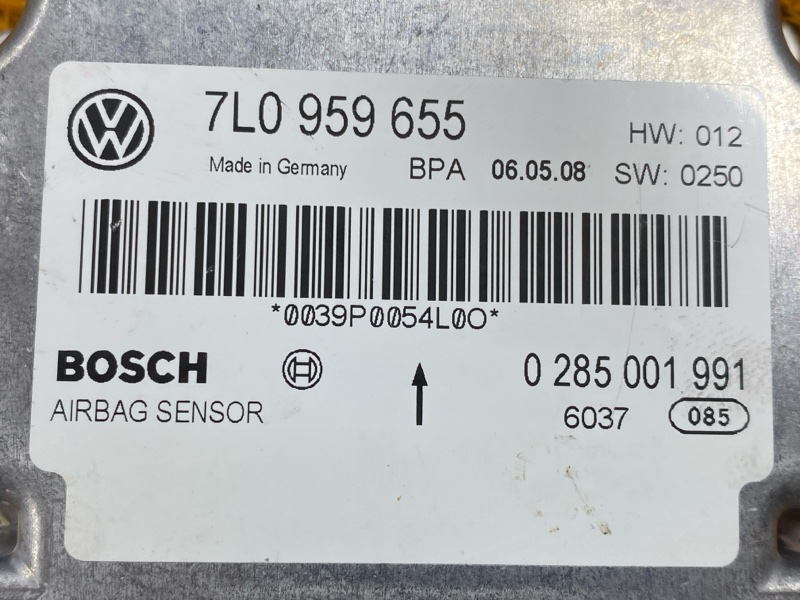 7L0 959 655
HW: 012
Made in Germany BPA 06.05.08 SW: 0250
*0039P0054L0O*
BOSCH 0 285 001 991
AIRBAG SENSOR 6037 085